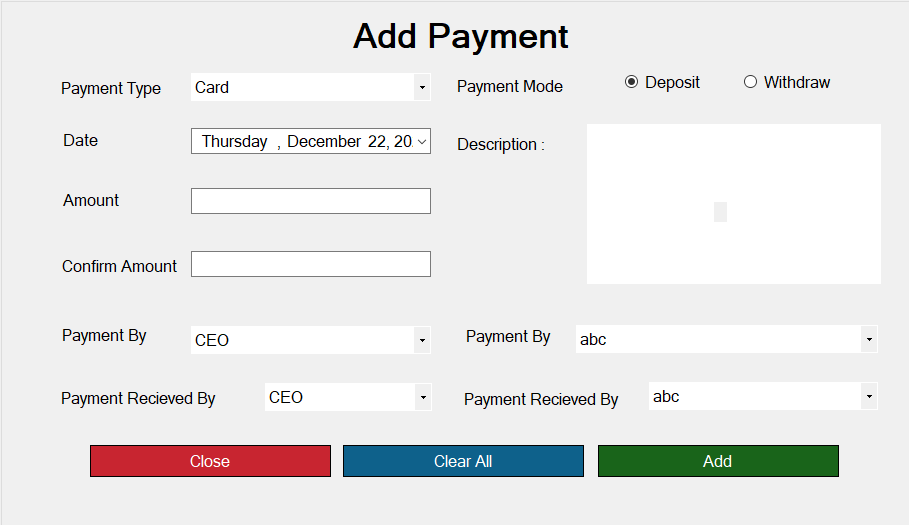 Add Payment
Payment Type Card Payment Mode Deposit Withdraw
Date Thursday , December 22, 20 Description :
Amount
Confirm Amount
Payment By CEO Payment By abc
Payment Recieved By CEO Payment Recieved By abc
Close Clear All Add